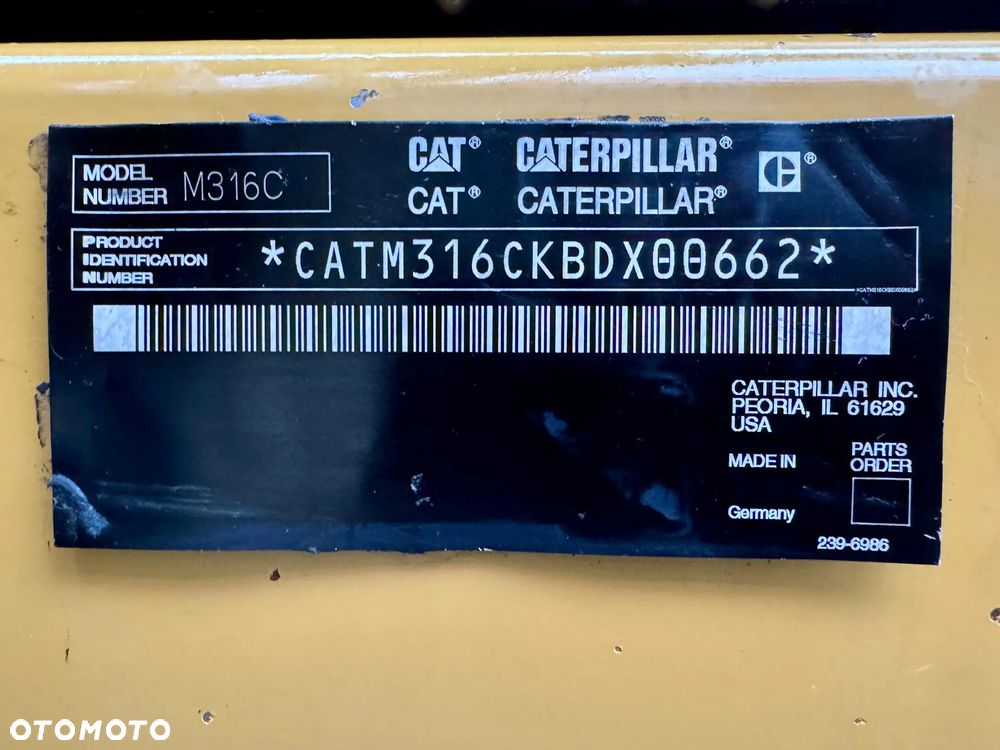 MODEL NUMBER M316C
CAT® CATERPILLAR® C®
CAT® CATERPILLAR®
PRODUCT
IDENTIFICATION
NUMBER
*CATM316CKBDX00662*
*CATM316CKBDX00662*
CATERPILLAR INC.
PEORIA, IL 61629
USA
MADE IN
Germany
PARTS
ORDER
239-6986
OTOMOTO